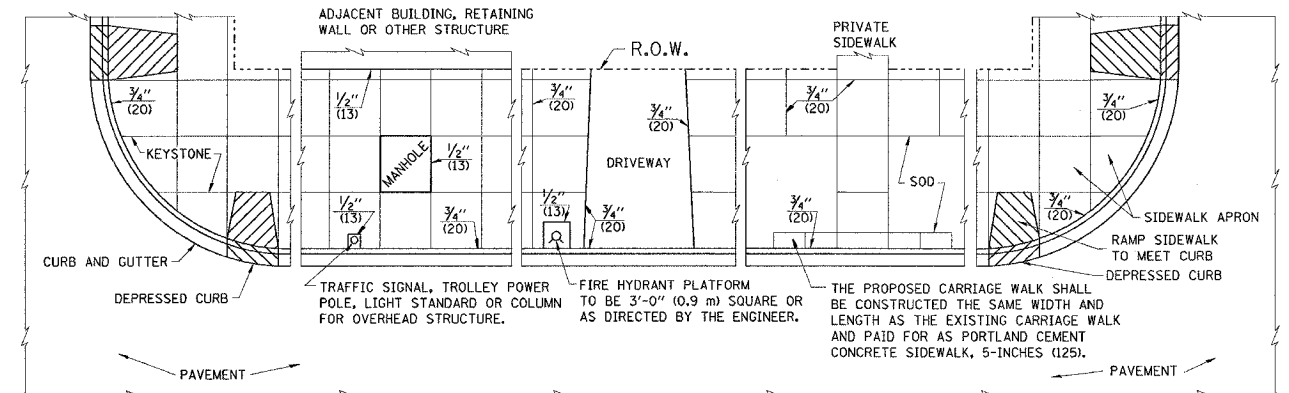 ADJACENT BUILDING, RETAINING
WALL OR OTHER STRUCTURE
R.O.W.
PRIVATE
SIDEWALK
3/4"
(20)
1/2"
(13)
3/4"
(20)
3/4"
(20)
3/4"
(20)
3/4"
(20)
KEYSTONE
MANHOLE
1/2"
(13)
DRIVEWAY
SOD
1/2"
(13)
3/4"
(20)
1/2"
(13)
3/4"
(20)
3/4"
(20)
3/4"
(20)
SIDEWALK APRON
RAMP SIDEWALK
TO MEET CURB
DEPRESSED CURB
CURB AND GUTTER
DEPRESSED CURB
TRAFFIC SIGNAL, TROLLEY POWER
POLE, LIGHT STANDARD OR COLUMN
FOR OVERHEAD STRUCTURE.
FIRE HYDRANT PLATFORM
TO BE 3'-0" (0.9 m) SQUARE OR
AS DIRECTED BY THE ENGINEER.
THE PROPOSED CARRIAGE WALK SHALL
BE CONSTRUCTED THE SAME WIDTH AND
LENGTH AS THE EXISTING CARRIAGE WALK
AND PAID FOR AS PORTLAND CEMENT
CONCRETE SIDEWALK, 5-INCHES (125).
PAVEMENT
PAVEMENT